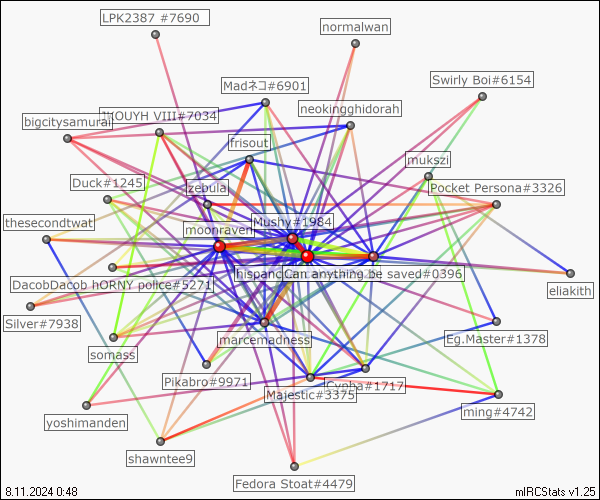 LPK2387 #7690
normalwan
Swirly Boi#6154
Madネコ#6901
neokingghidorah
bigcitysamurai
KOUYH VIII#7034
frisout
mukszi
Duck#1245
zebula
Pocket Persona#3326
thesecondtwat
moonraven
Mushy#1984
hispanic
Can anything be saved#0396
DacobDacob hORNY police#5271
eliakith
Silver#7938
Eg.Master#1378
somass
marcemadness
Pikabro#9971
Majestic#3375
#1717
ming#4742
yoshimanden
shawntee9
Fedora Stoat#4479
8.11.2024 0:48
mIRCStats v1.25